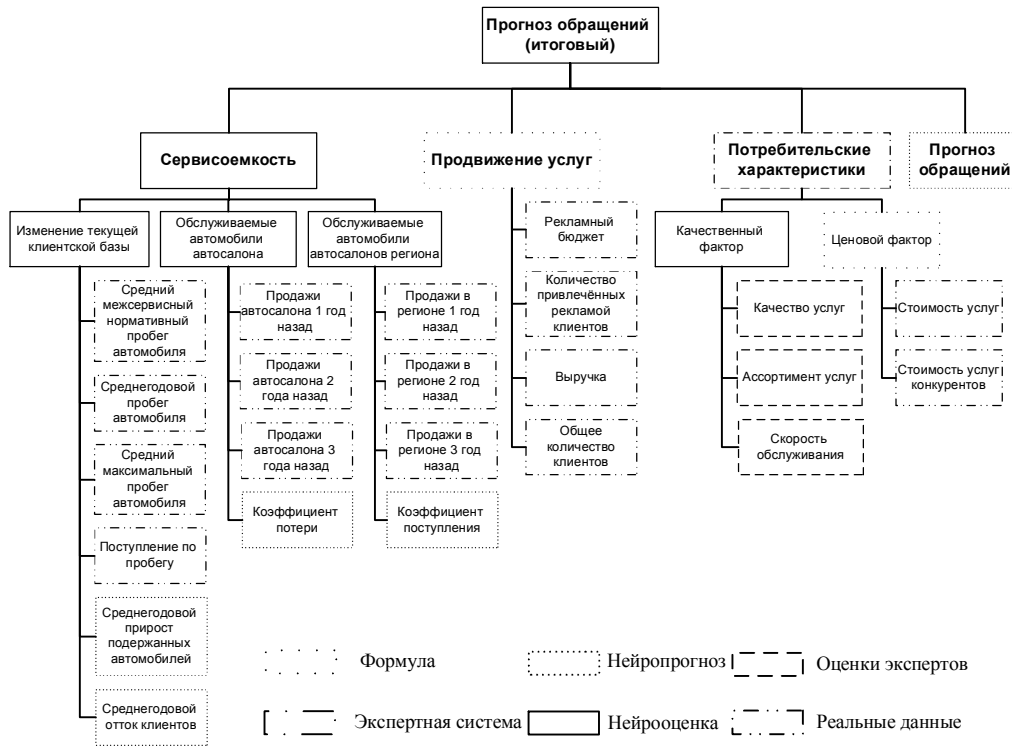 Прогноз обращений
(итоговый)
Сервисоемкость
Продвижение услуг
Потребительские
характеристики
Прогноз
обращений
Изменение текущей
клиентской базы
Обслуживаемые
автомобили
автосалона
Обслуживаемые
автомобили
автосалонов региона
Качественный
фактор
Ценовой фактор
Средний
межсервисный
нормативный
пробег
автомобиля
Среднегодовой
пробег
автомобиля
Средний
максимальный
пробег
автомобиля
Поступление по
пробегу
Среднегодовой
прирост
подержанных
автомобилей
Среднегодовой
отток клиентов
Продажи
автосалона 1 год
назад
Продажи
автосалона 2
года назад
Продажи
автосалона 3
года назад
Коэффициент
потери
Продажи в
регионе 1 год
назад
Продажи в
регионе 2 год
назад
Продажи в
регионе 3 год
назад
Коэффициент
поступления
Рекламный
бюджет
Количество
привлечённых
рекламой
клиентов
Выручка
Общее
количество
клиентов
Качество услуг
Ассортимент услуг
Скорость
обслуживания
Стоимость услуг
Стоимость услуг
конкурентов
Формула
Нейропрогноз
Оценки экспертов
Экспертная система
Нейрооценка
Реальные данные